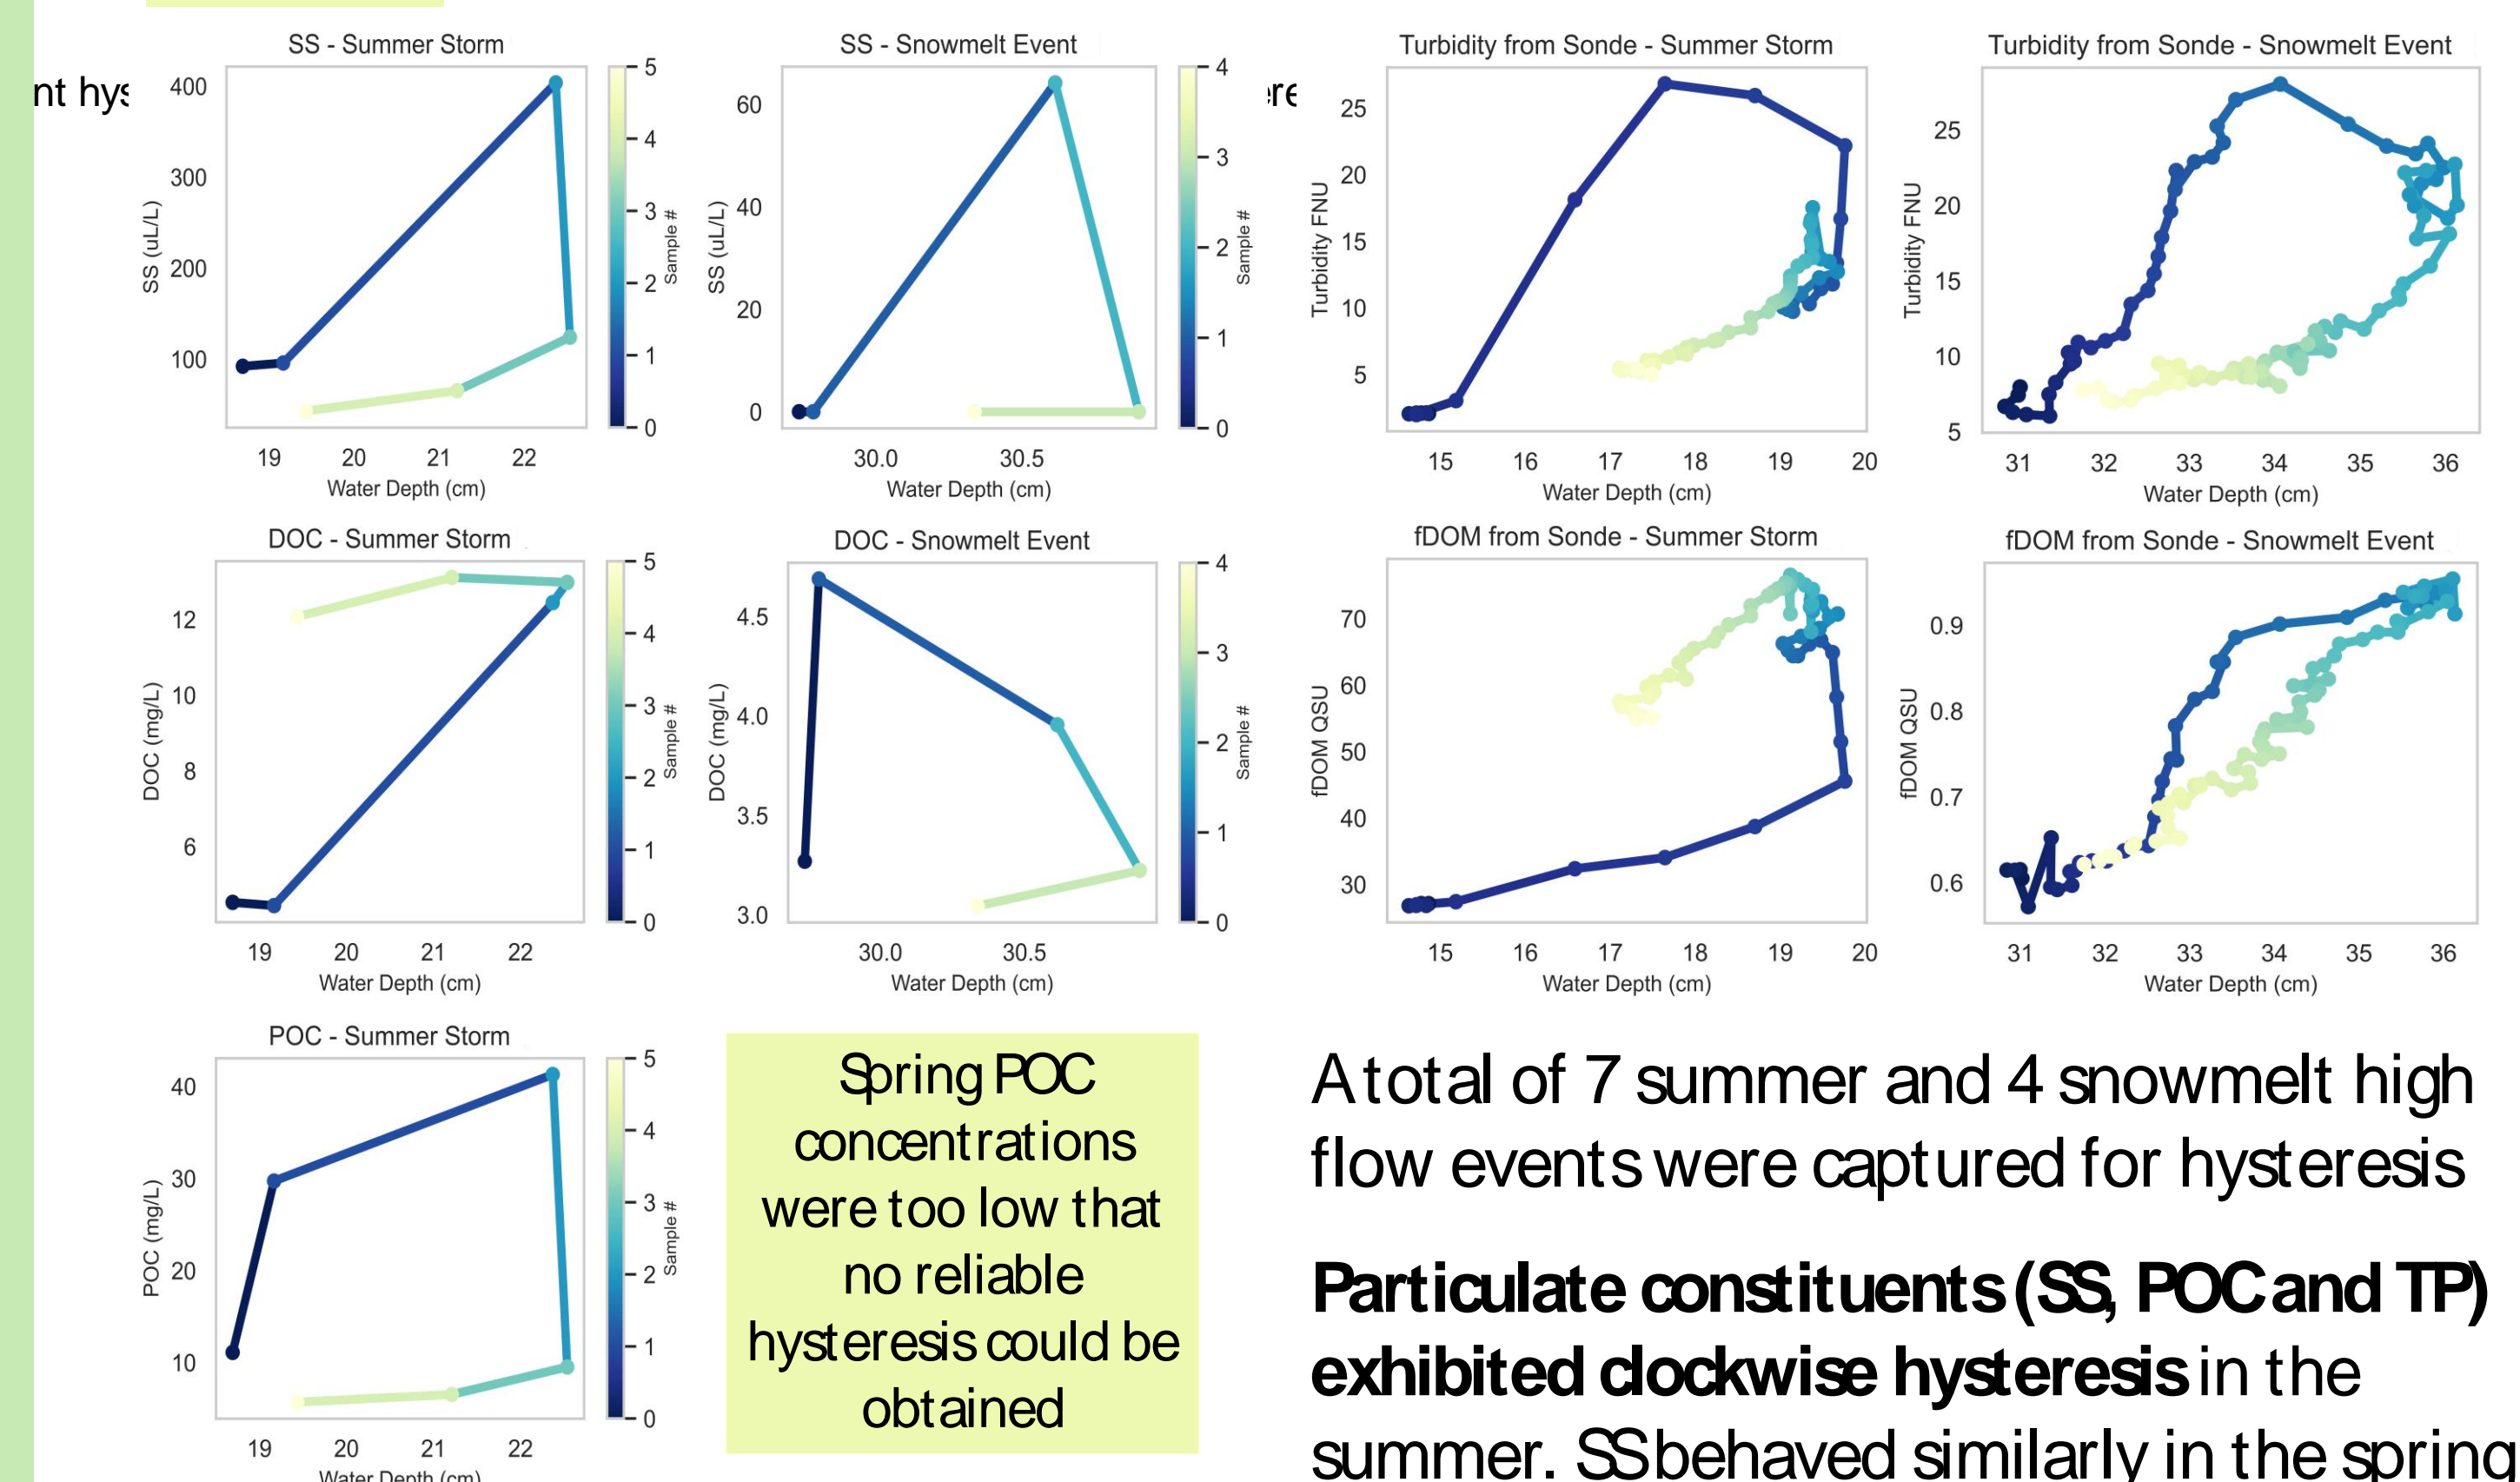 nt hys
ere
SS - Summer Storm
400
300
200
100
SS (uL/L)
19 20 21 22
Water Depth (cm)
5
4
3
2
1
0
Sample #
SS - Snowmelt Event
60
40
20
0
SS (uL/L)
30.0 30.5
Water Depth (cm)
4
3
2
1
0
Sample #
Turbidity from Sonde - Summer Storm
25
20
15
10
5
Turbidity FNU
15 16 17 18 19 20
Water Depth (cm)
Turbidity from Sonde - Snowmelt Event
25
20
15
10
5
Turbidity FNU
31 32 33 34 35 36
Water Depth (cm)
DOC - Summer Storm
12
10
8
6
DOC (mg/L)
19 20 21 22
Water Depth (cm)
5
4
3
2
1
0
Sample #
DOC - Snowmelt Event
4.5
4.0
3.5
3.0
DOC (mg/L)
30.0 30.5
Water Depth (cm)
4
3
2
1
0
Sample #
fDOM from Sonde - Summer Storm
70
60
50
40
30
fDOM QSU
15 16 17 18 19 20
Water Depth (cm)
fDOM from Sonde - Snowmelt Event
0.9
0.8
0.7
0.6
fDOM QSU
31 32 33 34 35 36
Water Depth (cm)
POC - Summer Storm
40
30
20
10
POC (mg/L)
19 20 21 22
Water Depth (cm)
5
4
3
2
1
0
Sample #
Spring POC
concentrations
were too low that
no reliable
hysteresis could be
obtained
A total of 7 summer and 4 snowmelt high
flow events were captured for hysteresis
Particulate constituents (SS, POC and TP)
exhibited clockwise hysteresis in the
summer. SS behaved similarly in the spring